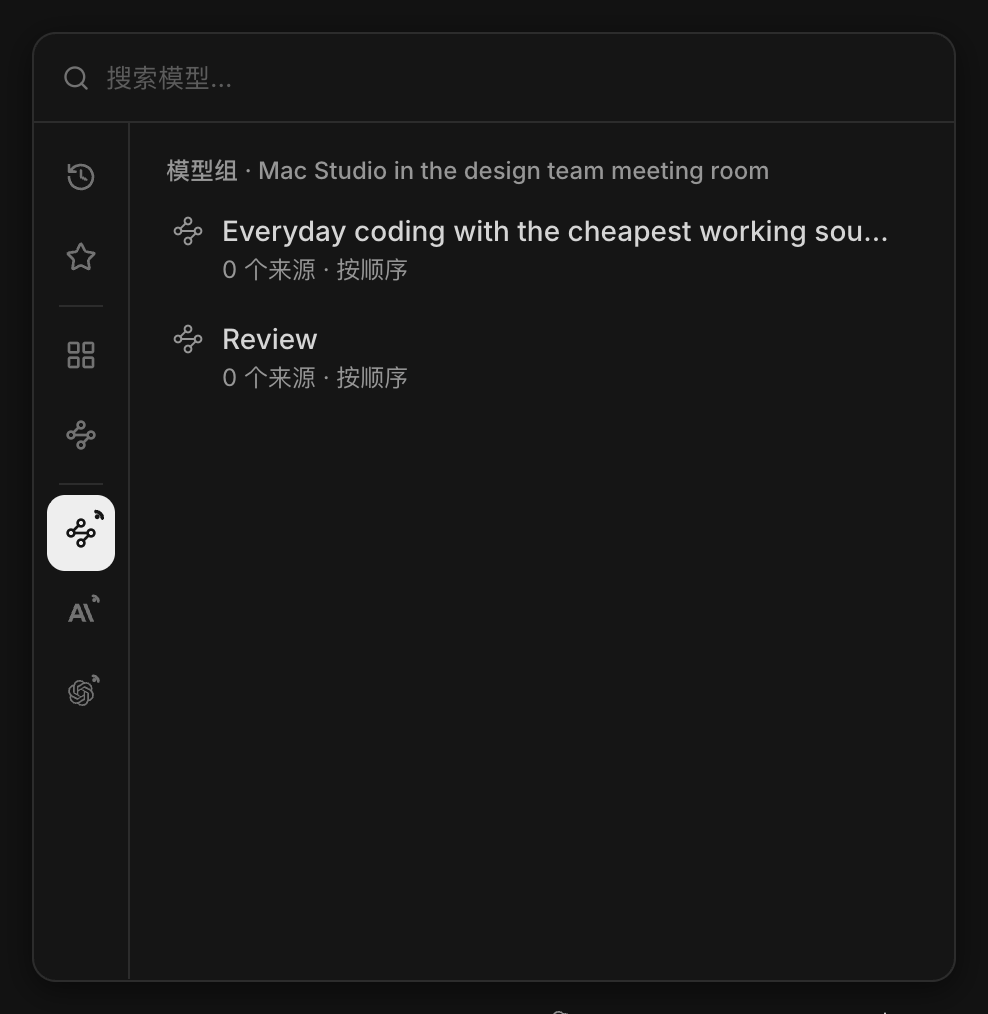 搜索模型...
模型组 · Mac Studio in the design team meeting room
Everyday coding with the cheapest working sou...
0 个来源 · 按顺序
Review
0 个来源 · 按顺序